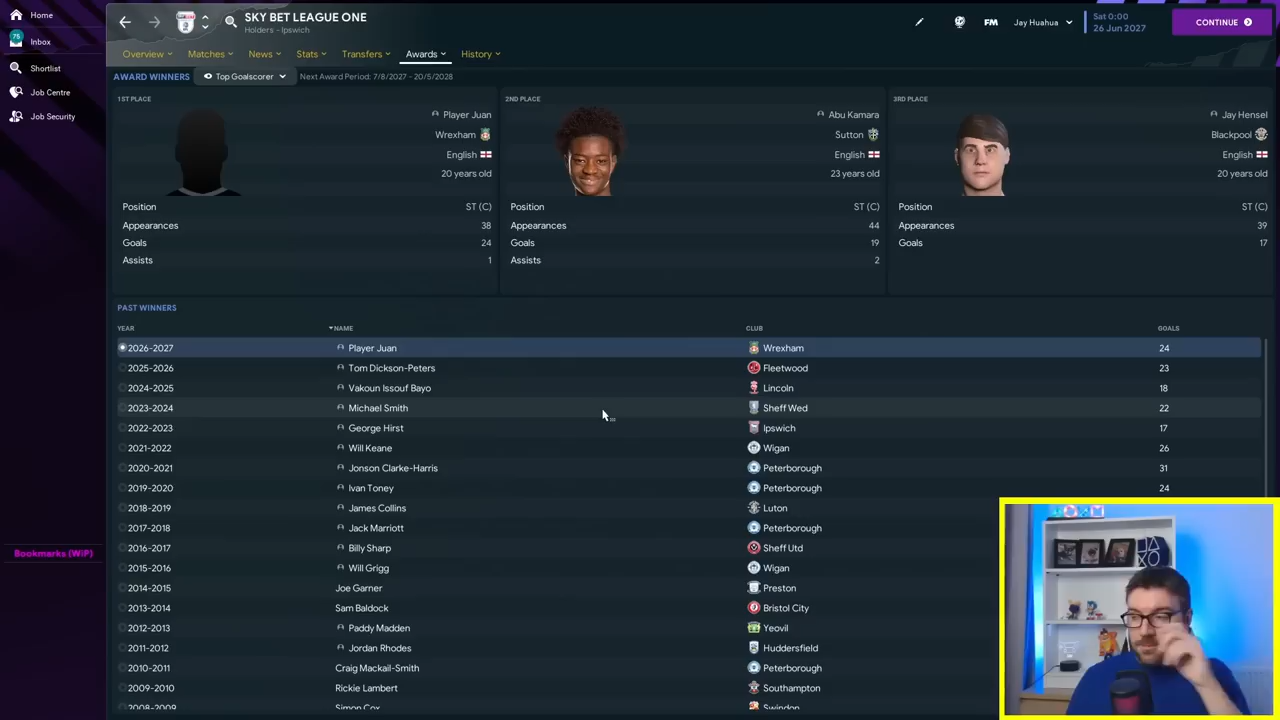 Home
SKY BET LEAGUE ONE
Holders - Ipswich
FM
Jay Huahua
Sat 0:00
26 Jun 2027
CONTINUE
75
Inbox
Shortlist
Job Centre
Job Security
Bookmarks (WiP)
Overview
Matches
News
Stats
Transfers
Awards
History
AWARD WINNERS
Top Goalscorer
Next Award Period: 7/8/2027 - 20/5/2028
1ST PLACE
Player Juan
Wrexham
English
20 years old
Position ST (C)
Appearances 38
Goals 24
Assists 1
2ND PLACE
Abu Kamara
Sutton
English
23 years old
Position ST (C)
Appearances 44
Goals 19
Assists 2
3RD PLACE
Jay Hensel
Blackpool
English
20 years old
Position ST (C)
Appearances 39
Goals 17
PAST WINNERS
YEAR NAME CLUB GOALS
2026-2027 Player Juan Wrexham 24
2025-2026 Tom Dickson-Peters Fleetwood 23
2024-2025 Vakoun Issouf Bayo Lincoln 18
2023-2024 Michael Smith Sheff Wed 22
2022-2023 George Hirst Ipswich 17
2021-2022 Will Keane Wigan 26
2020-2021 Jonson Clarke-Harris Peterborough 31
2019-2020 Ivan Toney Peterborough 24
2018-2019 James Collins Luton
2017-2018 Jack Marriott Peterborough
2016-2017 Billy Sharp Sheff Utd
2015-2016 Will Grigg Wigan
2014-2015 Joe Garner Preston
2013-2014 Sam Baldock Bristol City
2012-2013 Paddy Madden Yeovil
2011-2012 Jordan Rhodes Huddersfield
2010-2011 Craig Mackail-Smith Peterborough
2009-2010 Rickie Lambert Southampton
2008-2009 Simon Cox Swindon